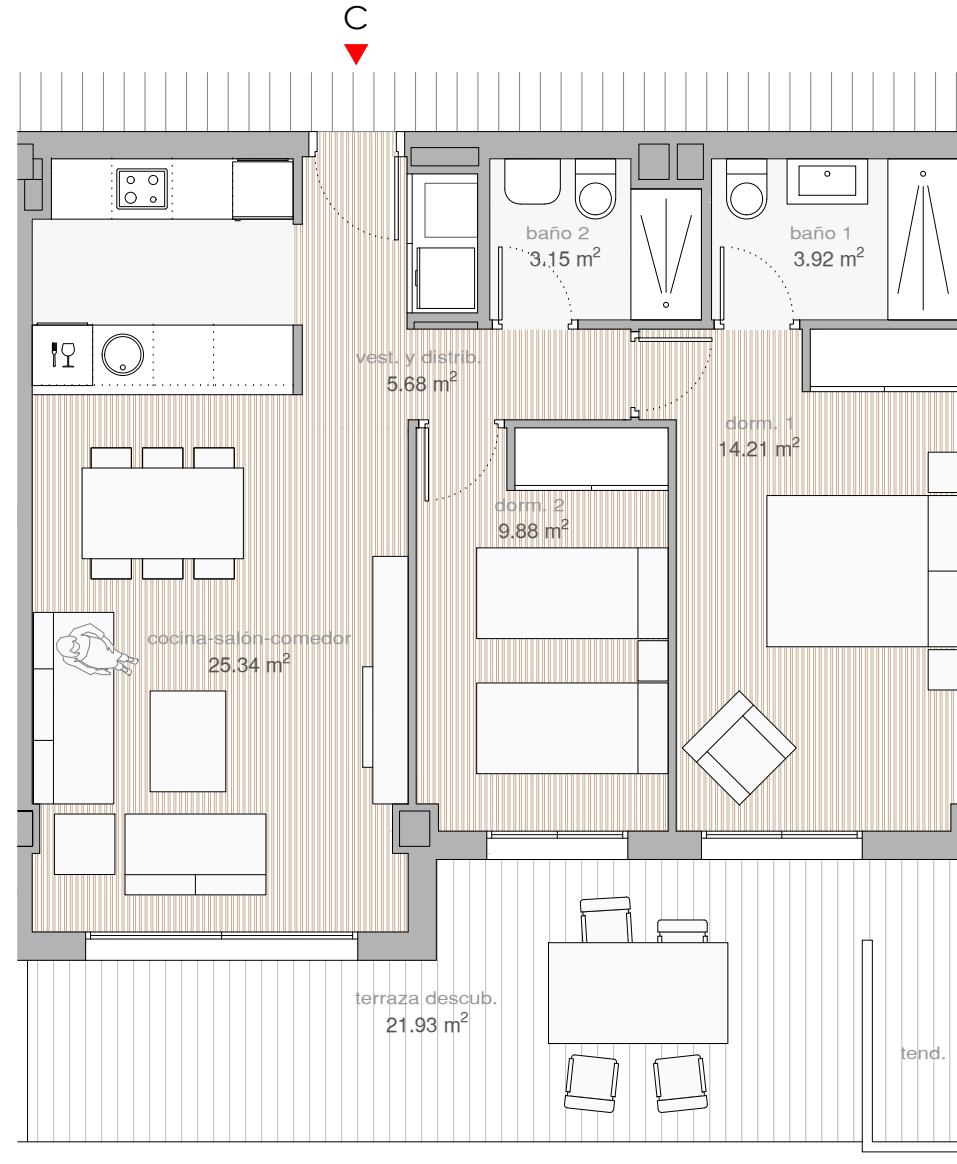 C
baño 2
3.15 m²
baño 1
3.92 m²
vest. y distrib.
5.68 m²
dorm. 1
14.21 m²
dorm. 2
9.88 m²
cocina-salón-comedor
25.34 m²
terraza descub.
21.93 m²
tend.